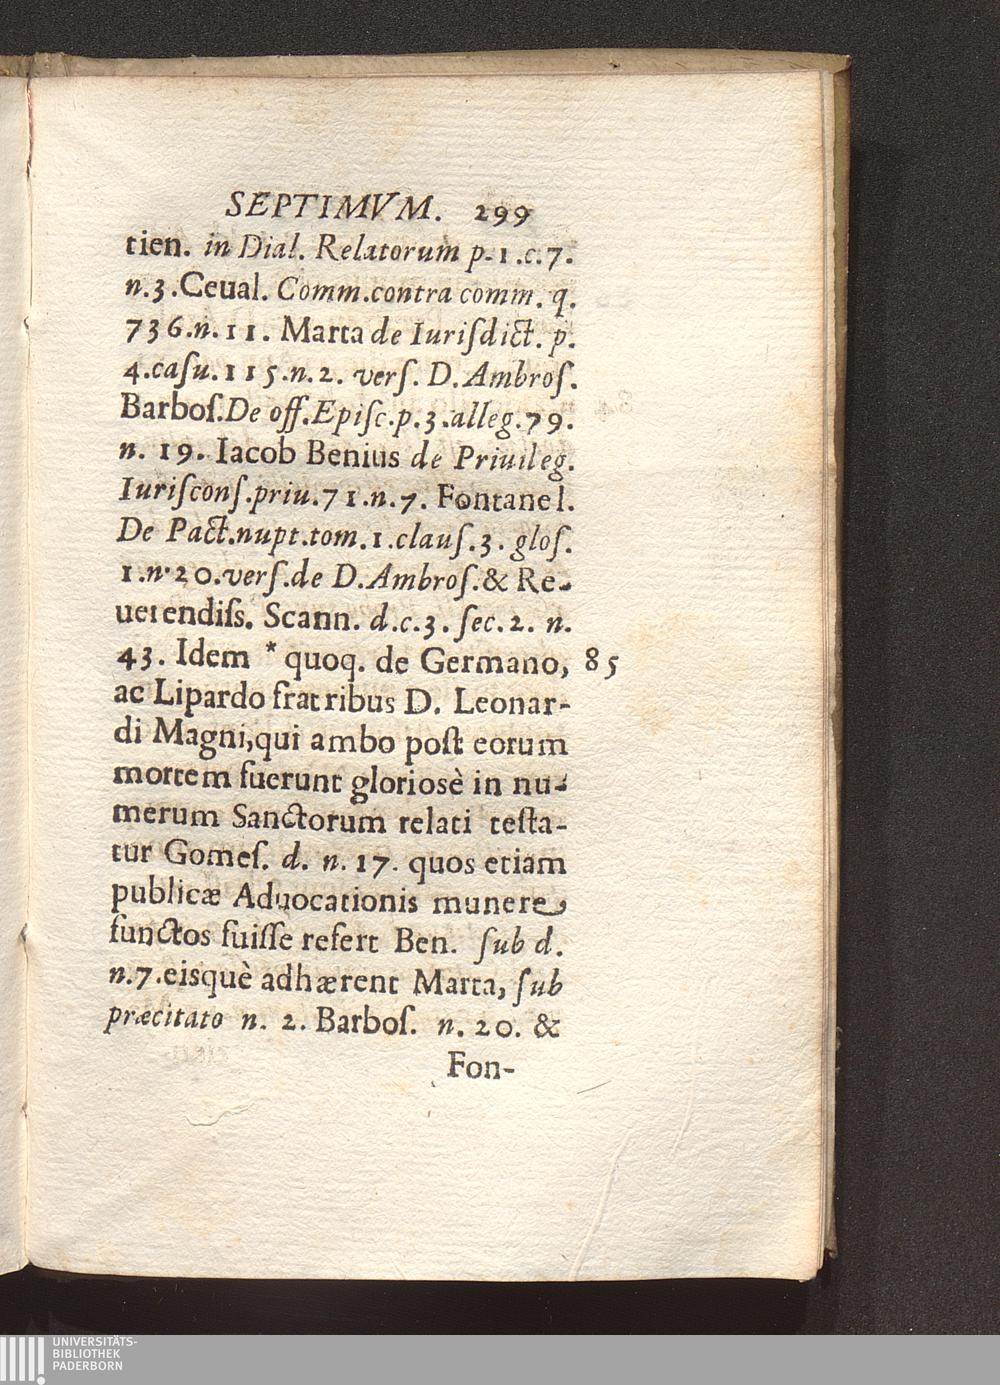 SEPTIMVM. 299
tien. in Dial. Relatorum p.1.c.7.
n.3.Ceual. Comm.contra comm. q.
736.n.11. Marta de Iurisdict. p.
4.casu.115.n.2. vers. D.Ambros.
Barbos.De off.Episc.p.3.alleg.79.
n. 19. Iacob Benius de Priuileg.
Iuriscons.priu.71.n.7. Fontanel.
De Pact.nupt.tom.1.claus.3. glos.
1.n.20.vers.de D.Ambros.& Re-
uerendiss. Scann. d.c.3. sec.2. n.
43. Idem * quoq. de Germano, 85
ac Lipardo fratribus D. Leonar-
di Magni,qui ambo post eorum
mortem fuerunt gloriosè in nu-
merum Sanctorum relati testa-
tur Gomes. d. n. 17. quos etiam
publicæ Aduocationis munere
functos fuisse refert Ben. sub d.
n.7.eisquè adhærent Marta, sub
præcitato n. 2. Barbos. n. 20. &
Fon-
UNIVERSITÄTS-
BIBLIOTHEK
PADERBORN